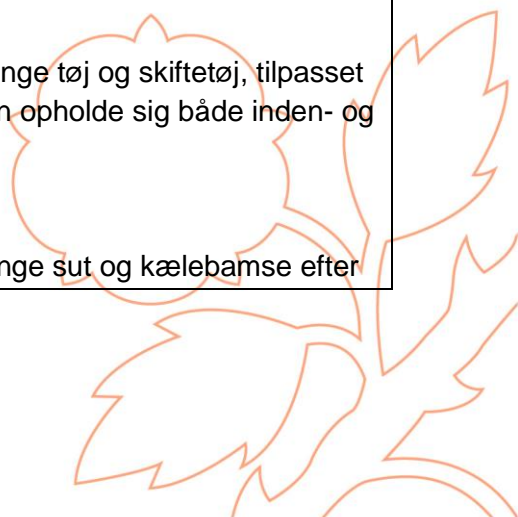 nge tøj og skiftetøj, tilpasset
n opholde sig både inden- og
nge sut og kælebamse efter